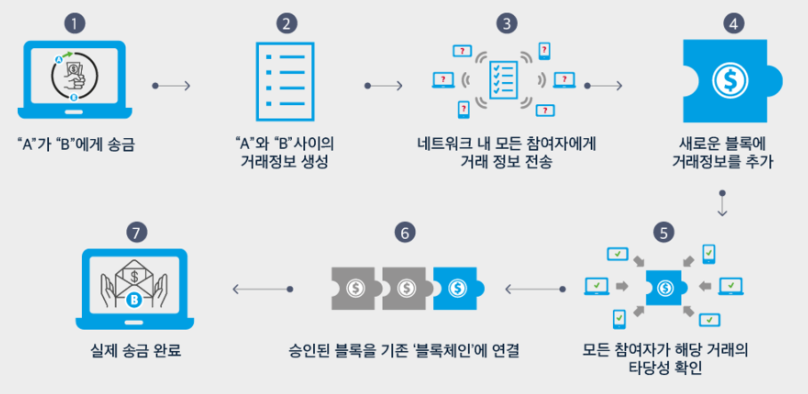 1
2
3
4
A
B
"A"가 "B"에게 송금
"A"와 "B"사이의
거래정보 생성
네트워크 내 모든 참여자에게
거래 정보 전송
새로운 블록에
거래정보를 추가
? ? ? ? ? ?
$
7
6
5
$
B
$ $ $
$
실제 송금 완료
승인된 블록을 기존 '블록체인'에 연결
모든 참여자가 해당 거래의
타당성 확인